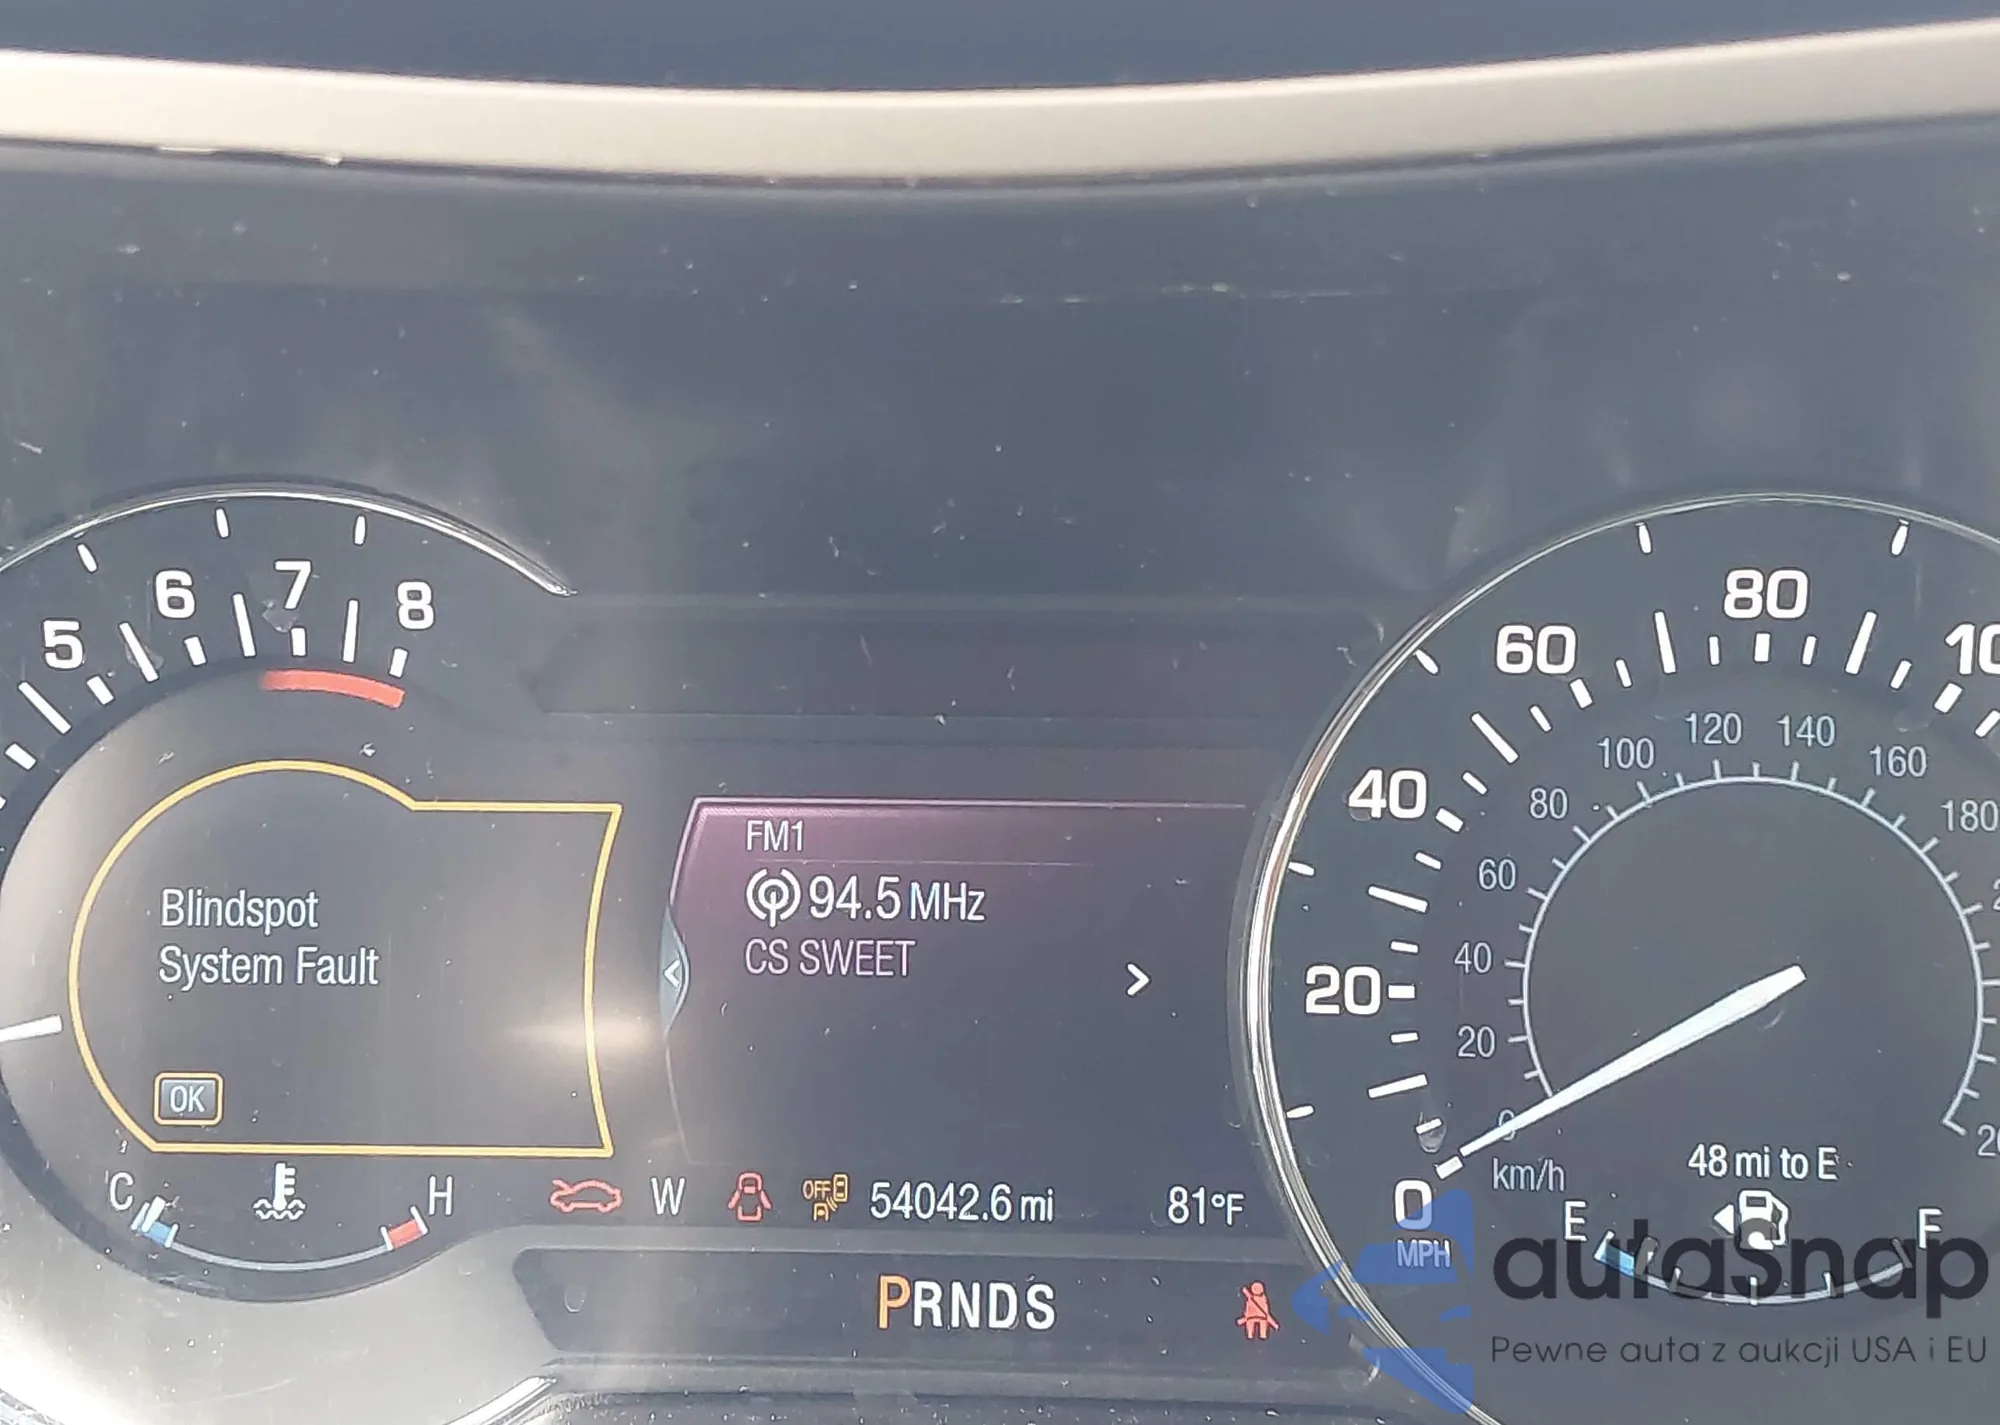 5 6 7 8
Blindspot
System Fault
OK
C H
FM1
94.5 MHz
CS SWEET
W
OFF
54042.6 mi
81°F
PRNDS
0 20 40 60 80
MPH
0 20 40 60 80 100 120 140 160 180
km/h
48 mi to E
E F
autaSnap
Pewne auta z aukcji USA i EU